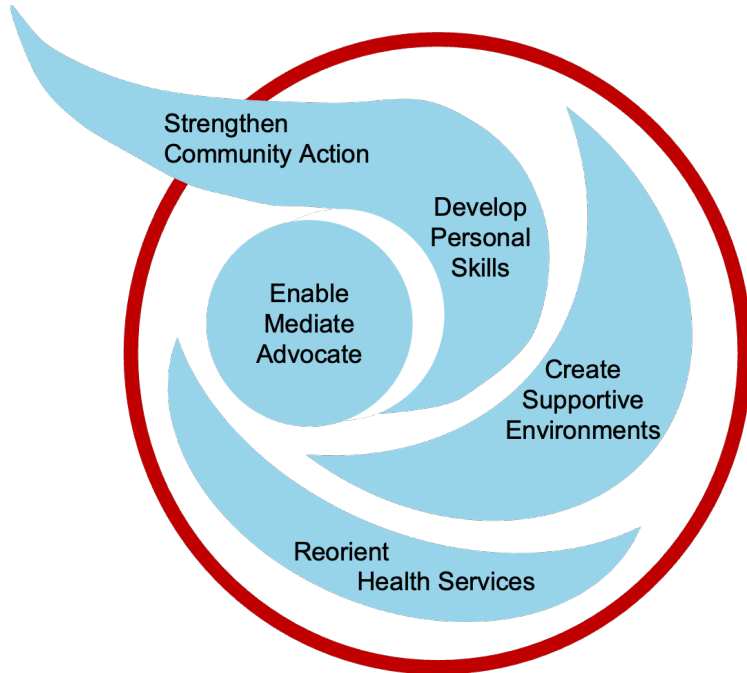 Strengthen
Community Action
Develop
Personal
Skills
Enable
Mediate
Advocate
Create
Supportive
Environments
Reorient
Health Services